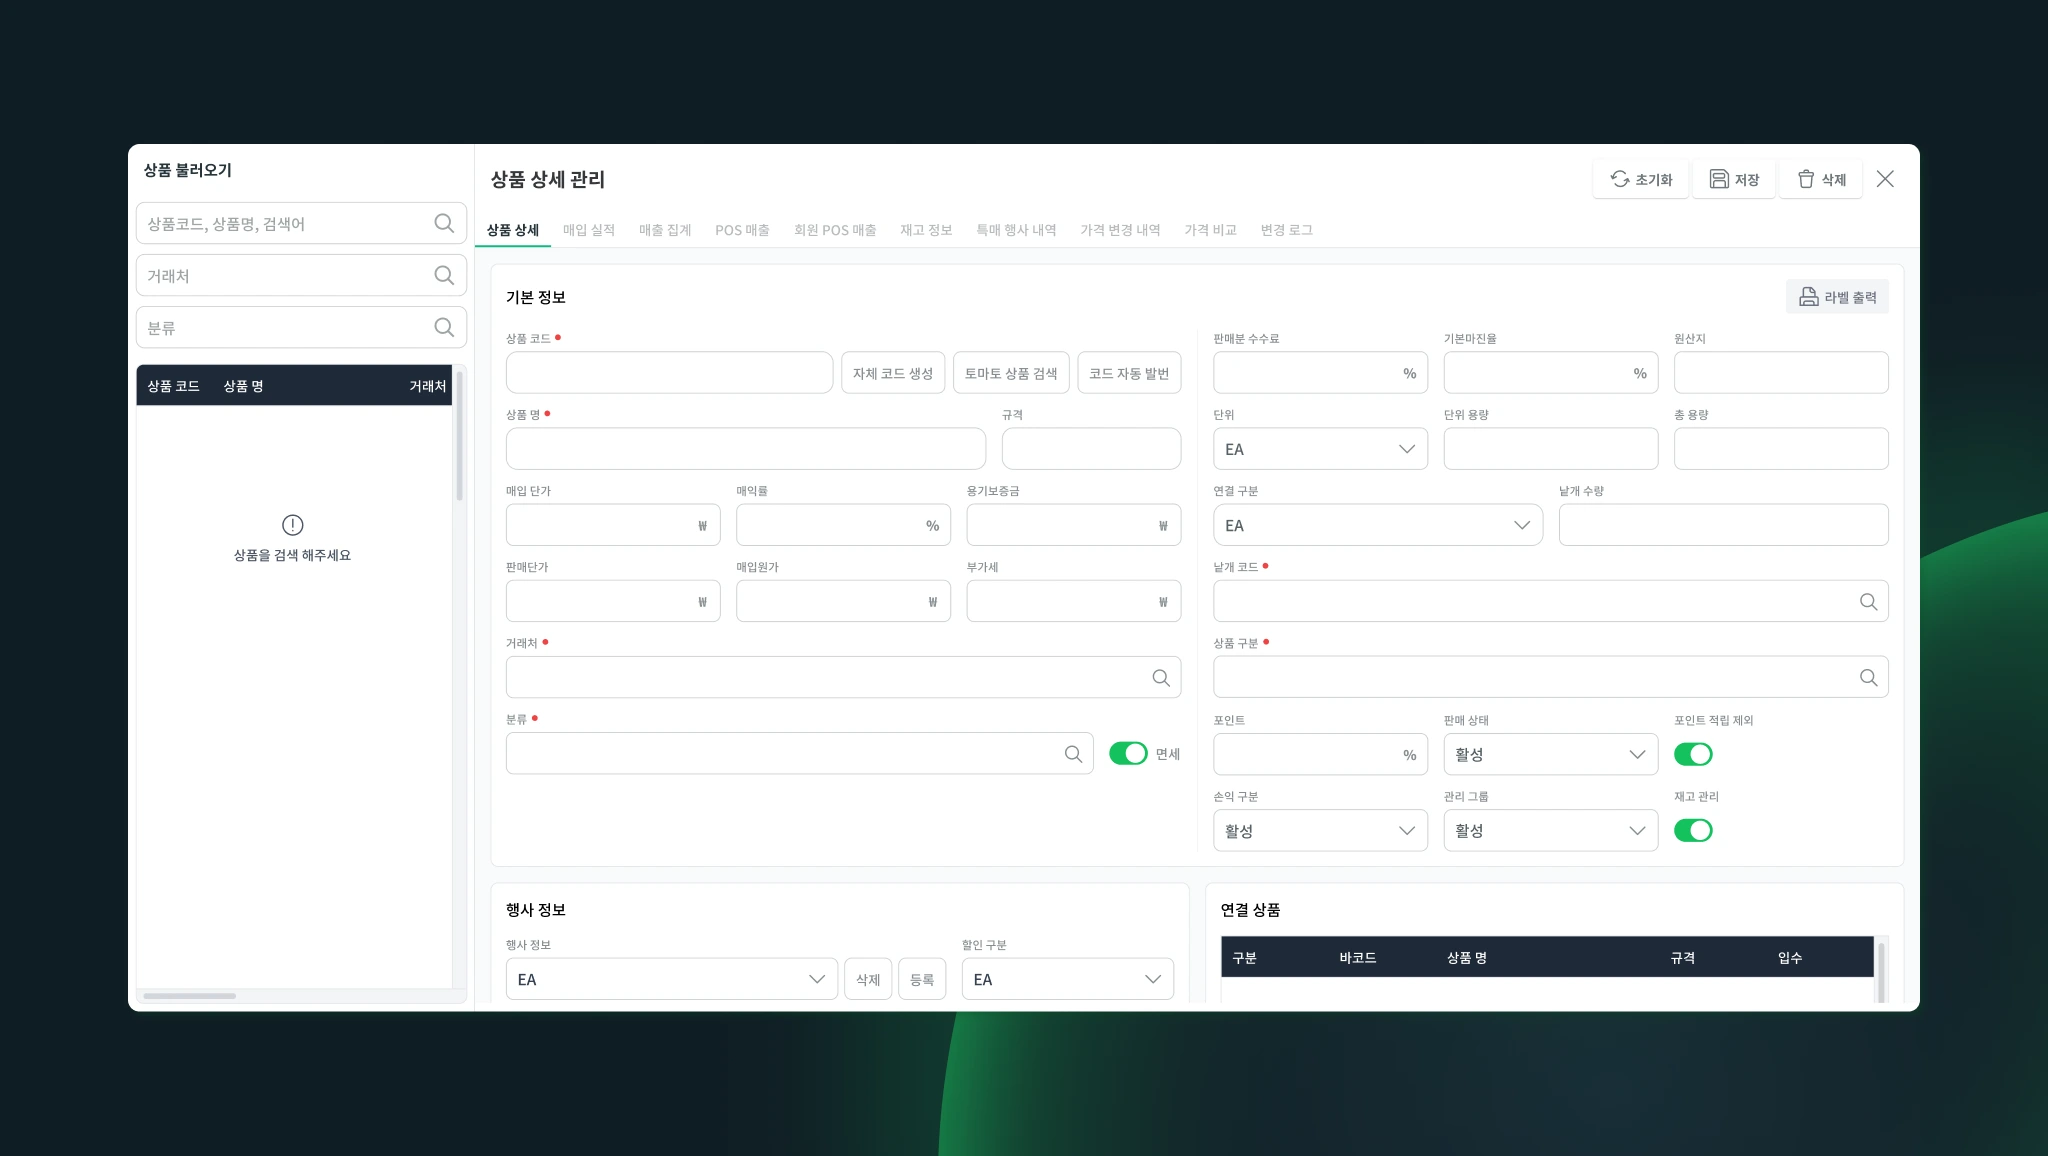 상품 불러오기
상품코드, 상품명, 검색어
거래처
분류
상품 코드 상품 명 거래처
상품을 검색 해주세요
상품 상세 관리
초기화 저장 삭제
상품 상세 매입 실적 매출 집계 POS 매출 회원 POS 매출 재고 정보 특매 행사 내역 가격 변경 내역 가격 비교 변경 로그
기본 정보
라벨 출력
상품 코드
자체 코드 생성 토마토 상품 검색 코드 자동 발번
상품 명 규격
매입 단가 매익률 용기보증금
₩ % ₩
판매단가 매입원가 부가세
₩ ₩ ₩
거래처
분류
면세
판매분 수수료 기본마진율 원산지
% %
단위 단위 용량 총 용량
EA
연결 구분 낱개 수량
EA
낱개 코드
상품 구분
포인트 판매 상태 포인트 적립 제외
% 활성
손익 구분 관리 그룹 재고 관리
활성 활성
행사 정보
행사 정보 할인 구분
EA 삭제 등록 EA
연결 상품
구분 바코드 상품 명 규격 입수